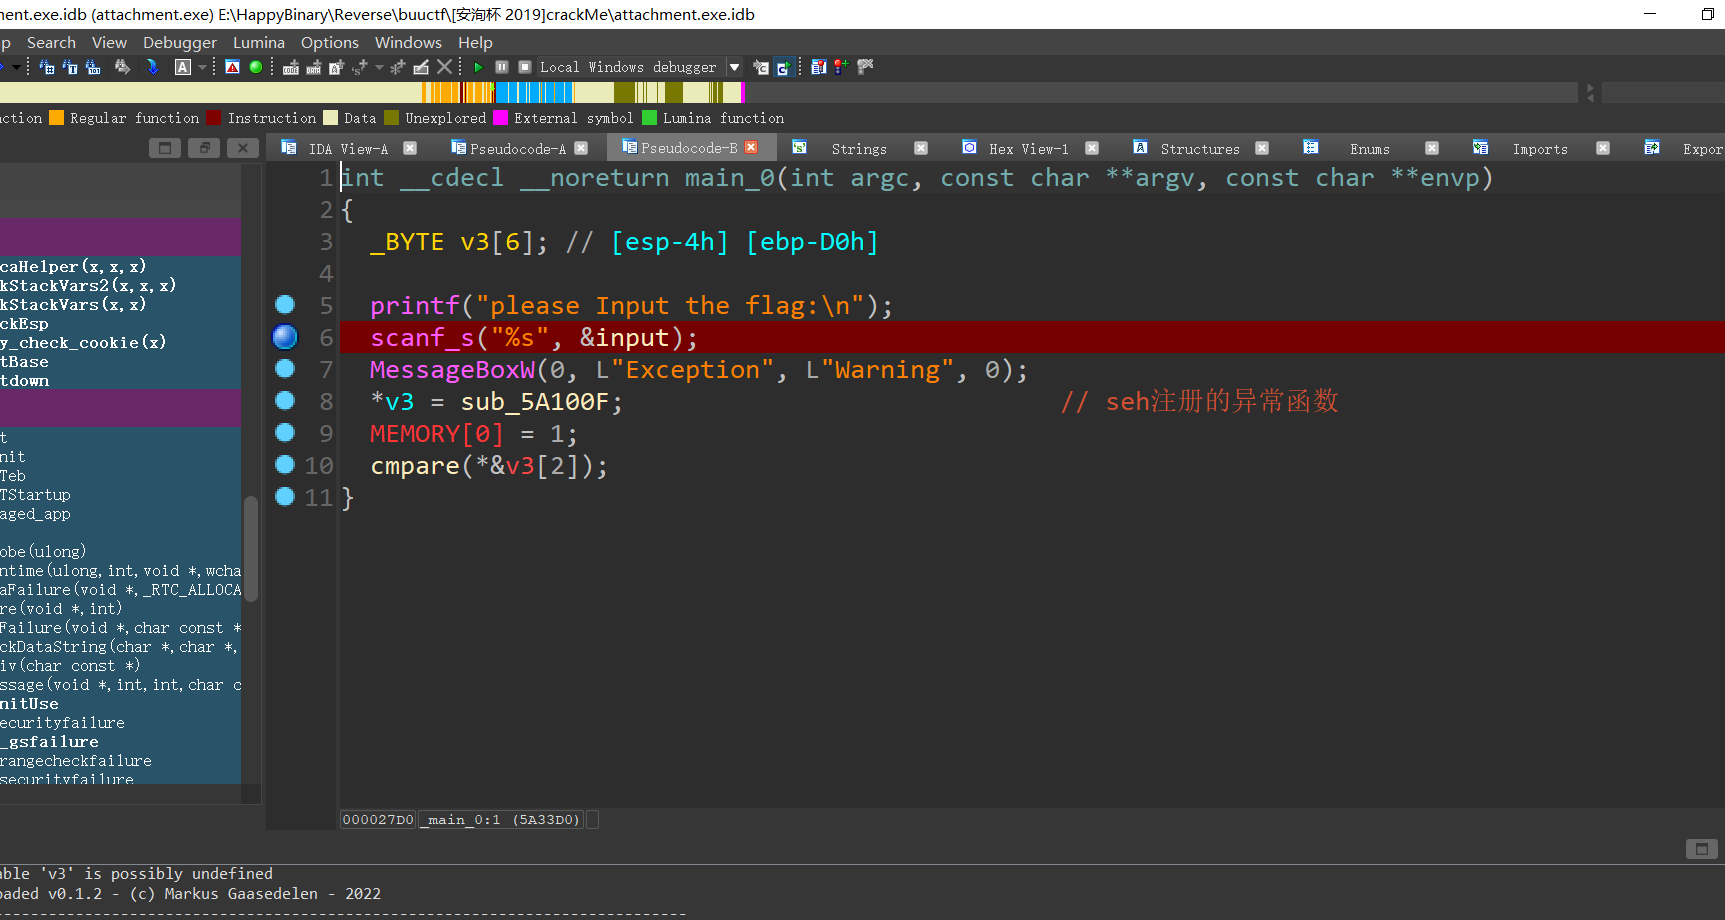 ment.exe.idb (attachment.exe) E:\HappyBinary\Reverse\buuctf\[安洵杯 2019]crackMe\attachment.exe.idb
p Search View Debugger Lumina Options Windows Help
Local Windows debugger
nction Regular function Instruction Data Unexplored External symbol Lumina function
IDA View-A Pseudocode-A Pseudocode-B Strings Hex View-1 Structures Enums Imports Expor
1 int __cdecl __noreturn main_0(int argc, const char **argv, const char **envp)
2 {
3 _BYTE v3[6]; // [esp-4h] [ebp-D0h]
4
5 printf("please Input the flag:\n");
6 scanf_s("%s", &input);
7 MessageBoxW(0, L"Exception", L"Warning", 0);
8 *v3 = sub_5A100F; // seh注册的异常函数
9 MEMORY[0] = 1;
10 cmpare(*&v3[2]);
11 }
caHelper(x,x,x)
kStackVars2(x,x,x)
kStackVars(x,x)
ckEsp
y_check_cookie(x)
tBase
tdown
t
nit
Teb
TStartup
aged_app
obe(ulong)
ntime(ulong,int,void *,wcha
aFailure(void *,_RTC_ALLOCA
re(void *,int)
Failure(void *,char const *
ckDataString(char *,char *,
iv(char const *)
ssage(void *,int,int,char c
nitUse
ecurityfailure
_gsfailure
rangecheckfailure
securityfailure
000027D0 _main_0:1 (5A33D0)
able 'v3' is possibly undefined
oaded v0.1.2 - (c) Markus Gaasedelen - 2022